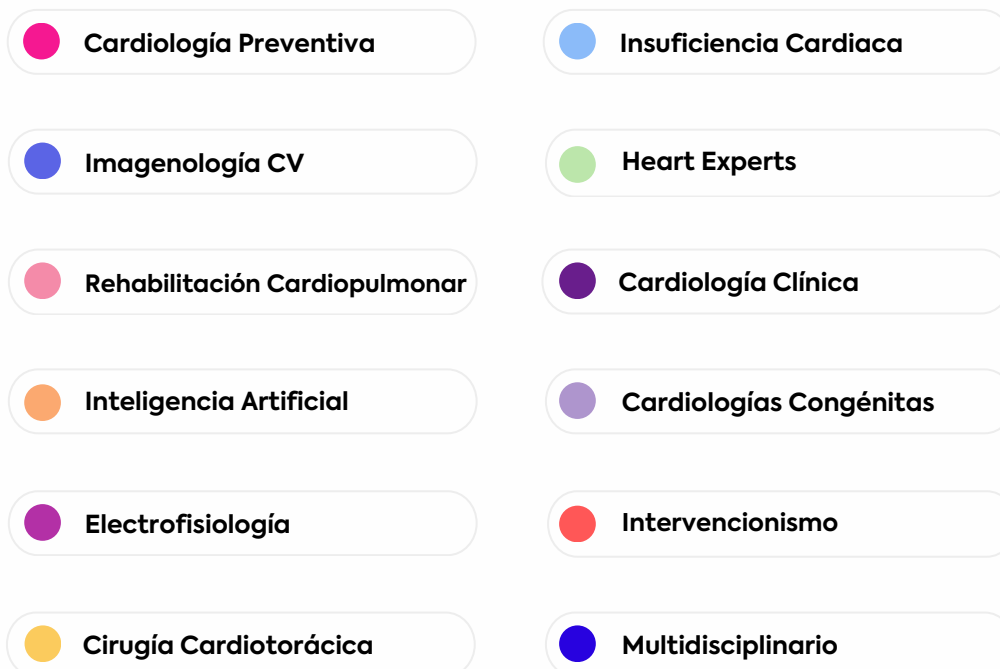 Cardiología Preventiva
Insuficiencia Cardiaca
Imagenología CV
Heart Experts
Rehabilitación Cardiopulmonar
Cardiología Clínica
Inteligencia Artificial
Cardiologías Congénitas
Electrofisiología
Intervencionismo
Cirugía Cardiotorácica
Multidisciplinario